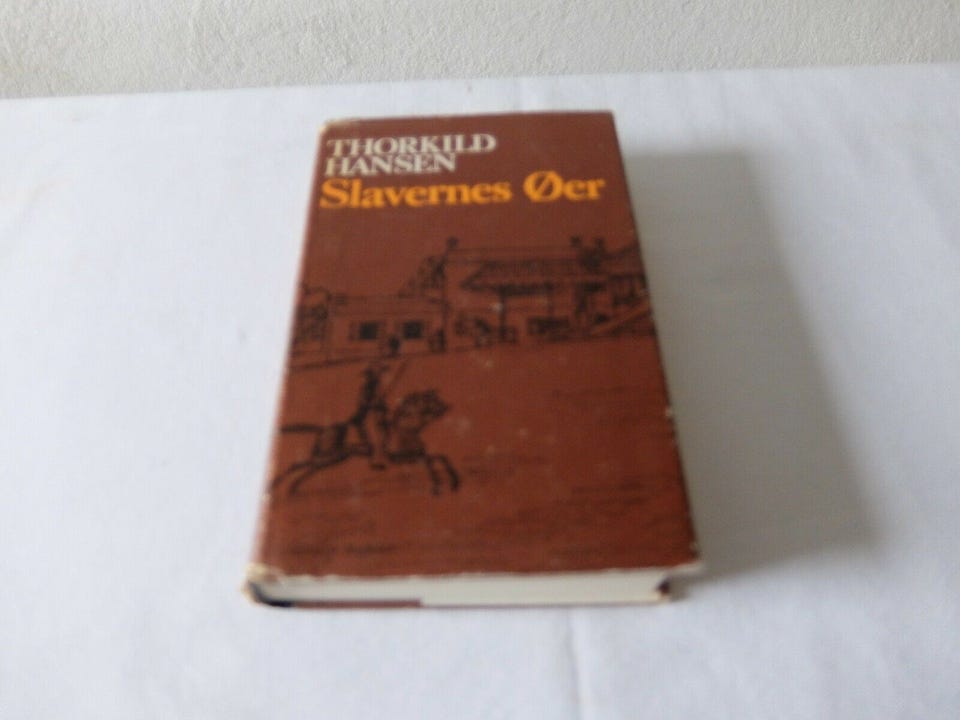 THORKILD
HANSEN
Slavernes Øer